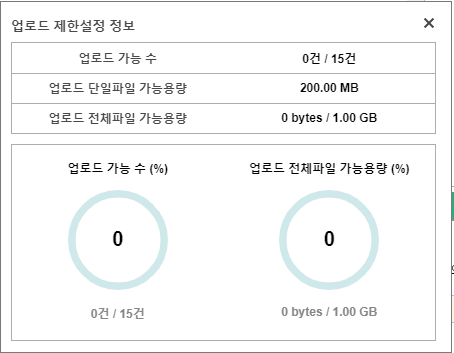 업로드 제한설정 정보
업로드 가능 수 0건 / 15건
업로드 단일파일 가능용량 200.00 MB
업로드 전체파일 가능용량 0 bytes / 1.00 GB
업로드 가능 수 (%) 업로드 전체파일 가능용량 (%)
0 0
0건 / 15건 0 bytes / 1.00 GB